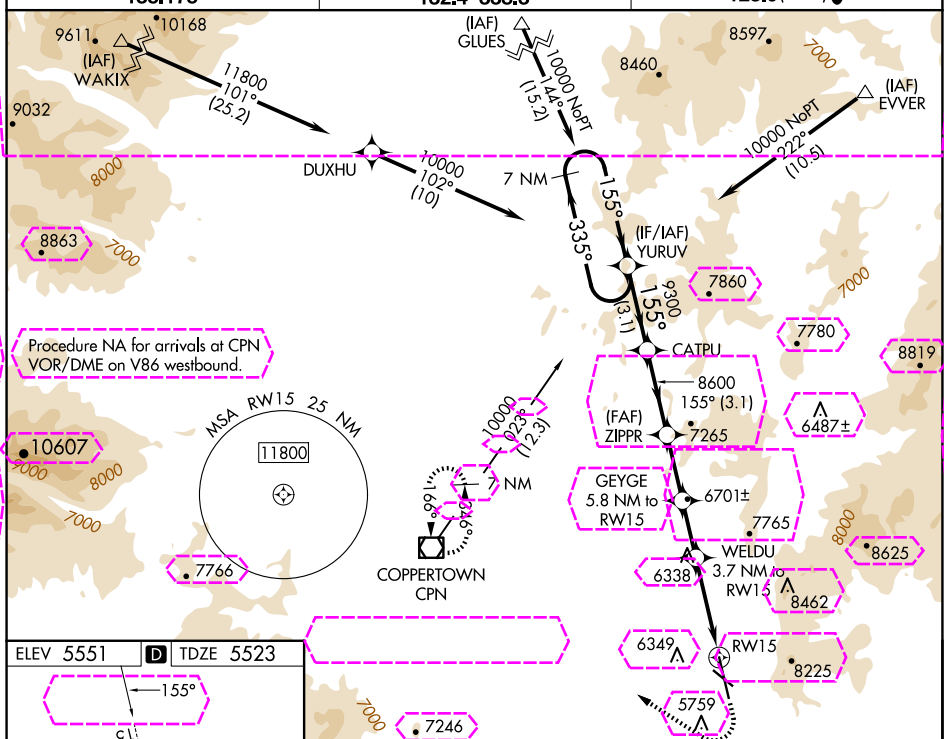 10168
9611
(IAF)
WAKIX
11800
101°
(25.2)
(IAF)
GLUES
10000 NoPT
144°
(15.2)
8597
7000
8460
(IAF)
EVVER
10000 NoPT
222°
(10.5)
9032
8000
DUXHU
10000
102°
(10)
7 NM
155°
335°
(IF/IAF)
YURUV
8863
7000
7860
7000
9300
155°
(3.1)
7780
Procedure NA for arrivals at CPN
VOR/DME on V86 westbound.
CATPU
8819
8600
155° (3.1)
MSA RW15 25 NM
11800
10000
023°
(12.3)
(FAF)
ZIPPR
7265
6487±
10607
9000
8000
7000
7 NM
166°
346°
GEYGE
5.8 NM to
RW15
6701±
7765
8000
8625
COPPERTOWN
CPN
7766
6338
WELDU
3.7 NM to
RW15
8462
ELEV 5551
D
TDZE 5523
6349
RW15
8225
155°
7000
7246
5759